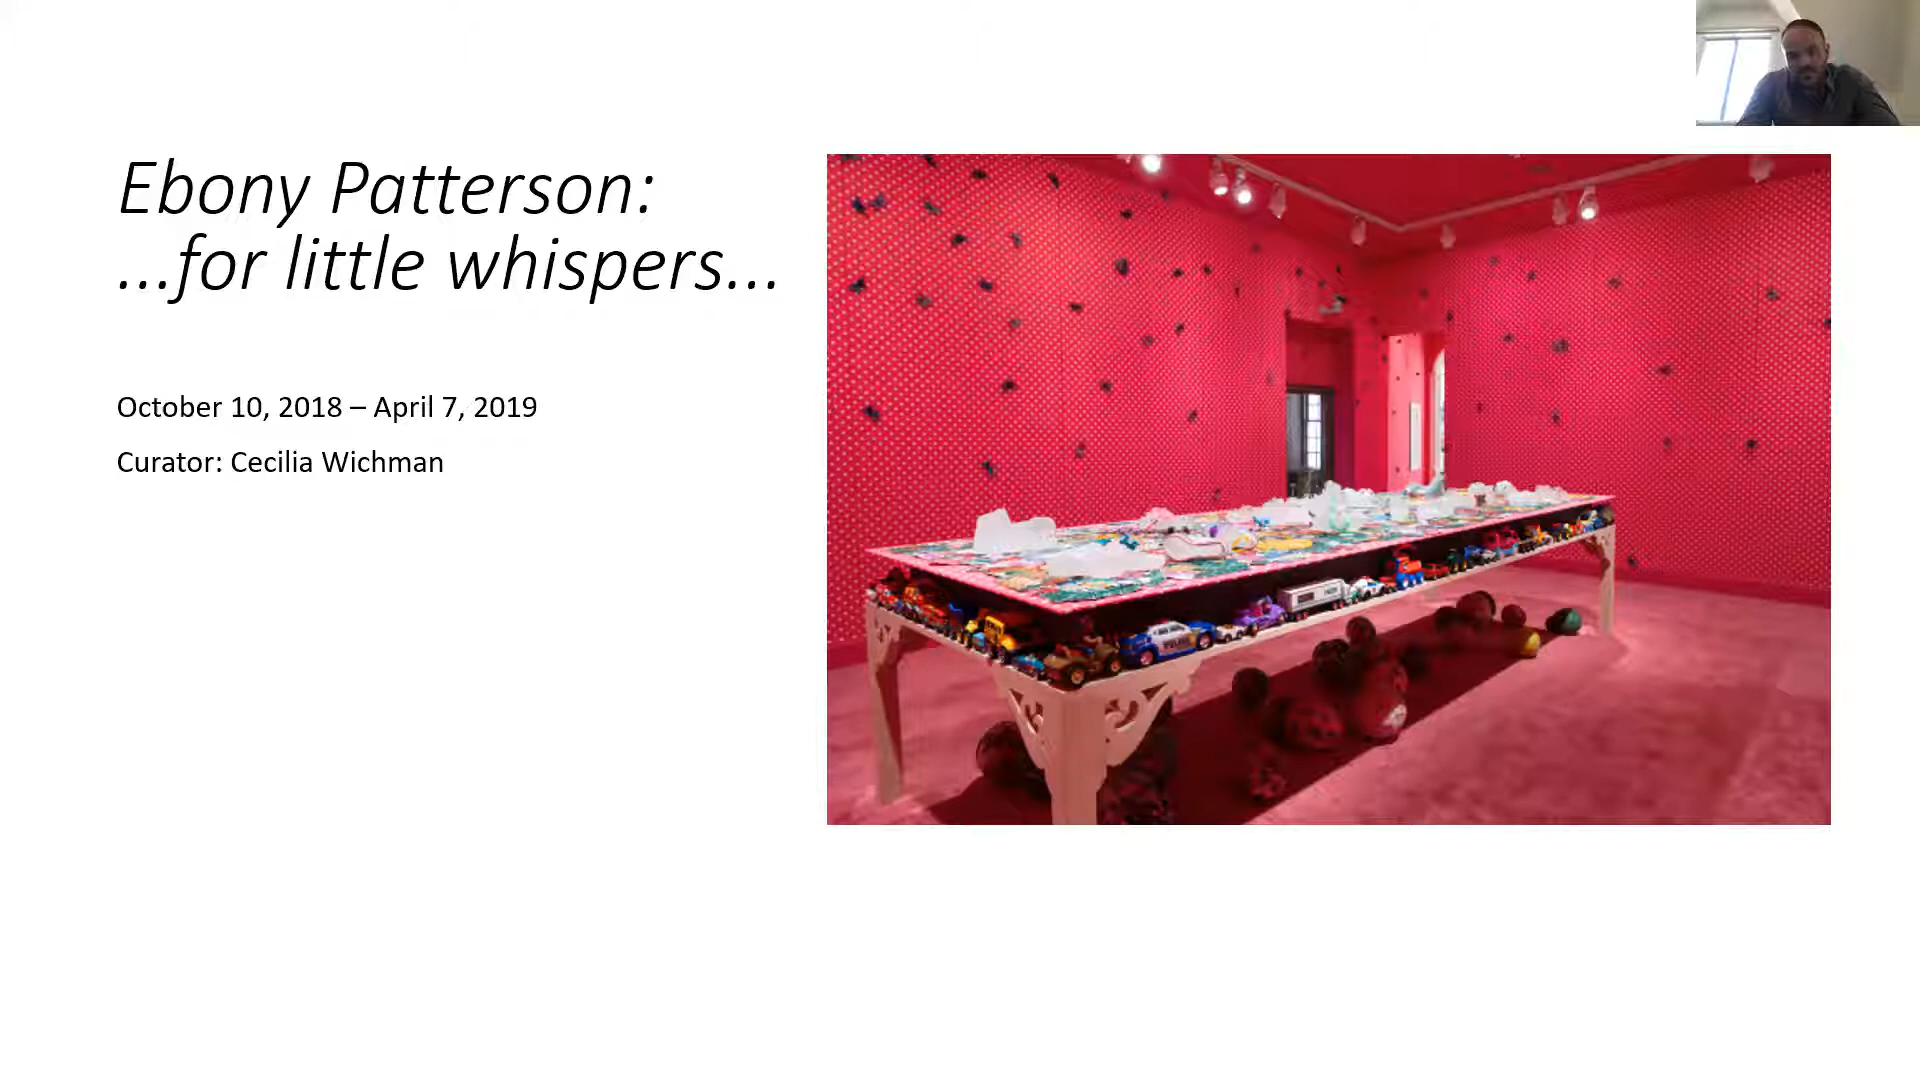 Ebony Patterson:
...for little whispers...
October 10, 2018 – April 7, 2019
Curator: Cecilia Wichman